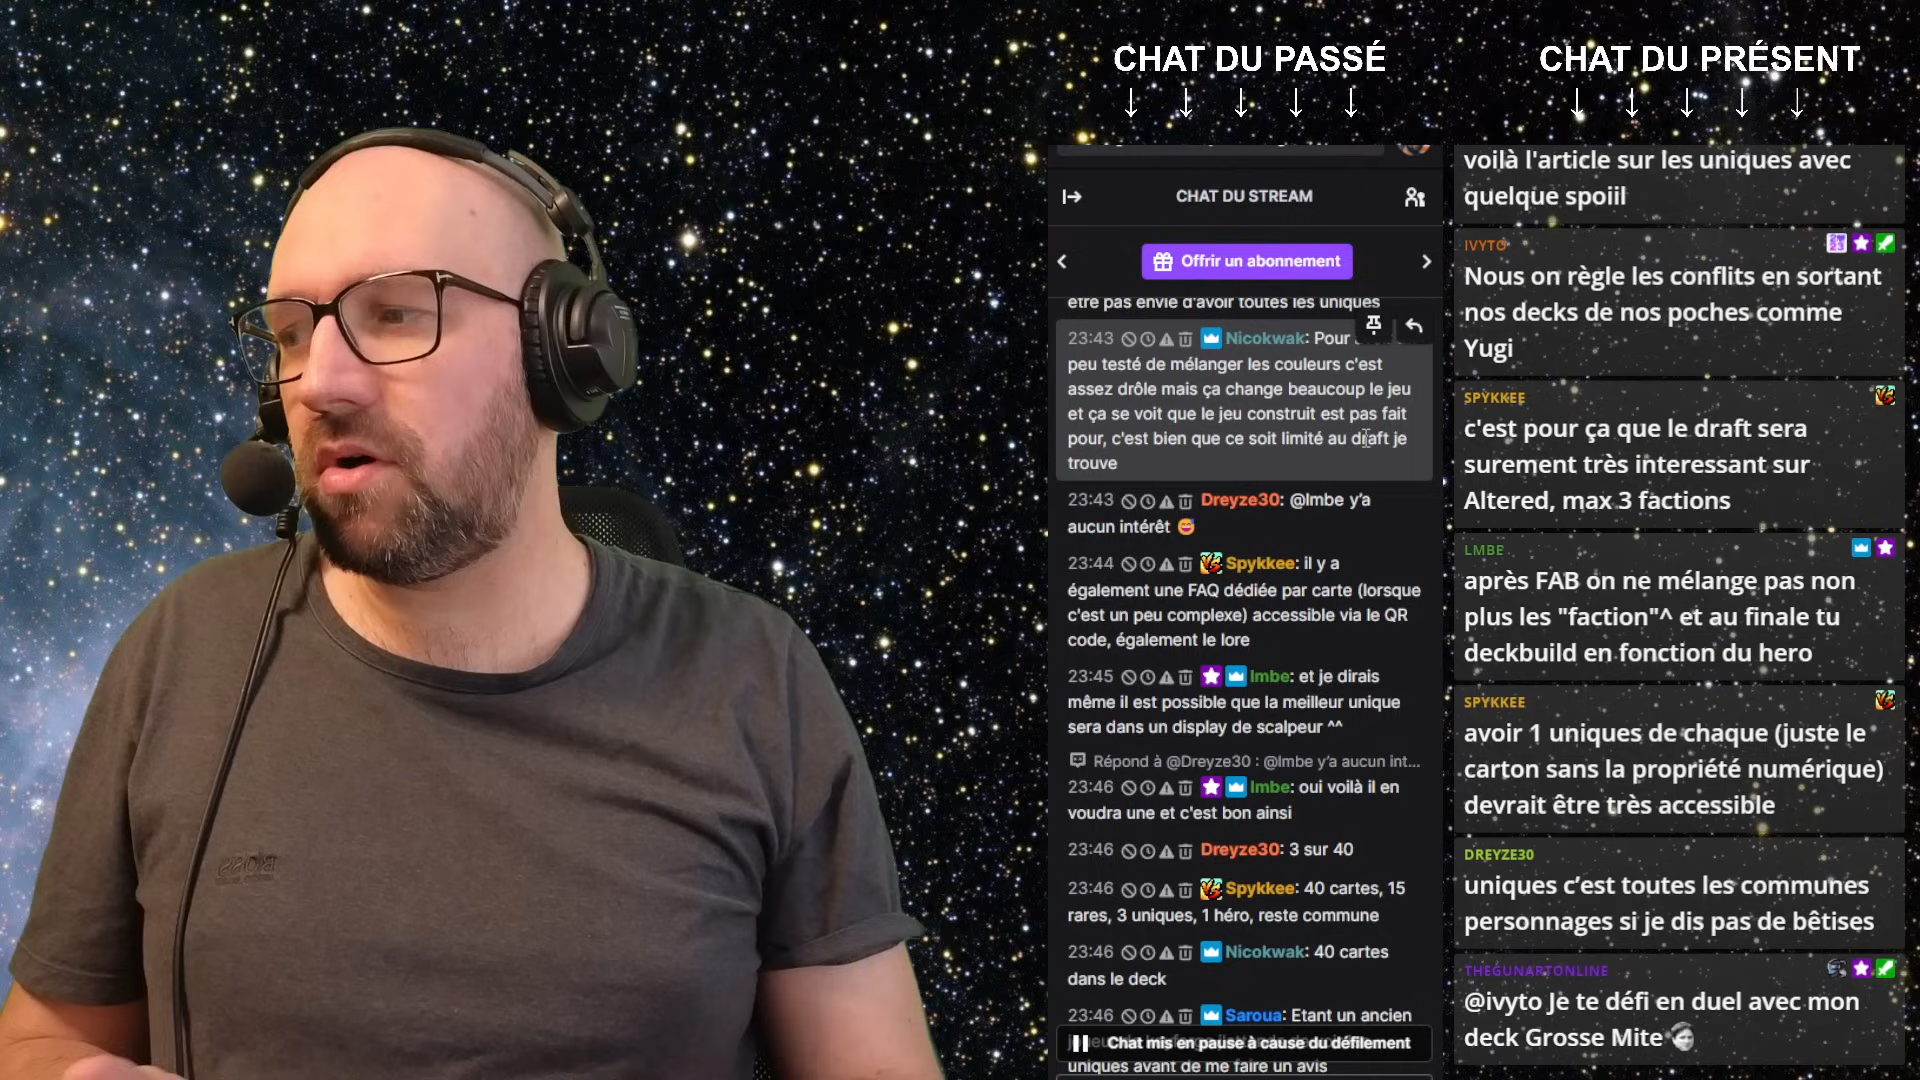 CHAT DU PASSÉ
↓ ↓ ↓ ↓ ↓
CHAT DU STREAM
Offrir un abonnement
être pas envie d'avoir toutes les uniques
23:43 Nicokwak: Pour
peu testé de mélanger les couleurs c'est
assez drôle mais ça change beaucoup le jeu
et ça se voit que le jeu construit est pas fait
pour, c'est bien que ce soit limité au draft je
trouve
23:43 Dreyze30: @lmbe y'a
aucun intérêt 😅
23:44 Spykkee: il y a
également une FAQ dédiée par carte (lorsque
c'est un peu complexe) accessible via le QR
code, également le lore
23:45 lmbe: et je dirais
même il est possible que la meilleur unique
sera dans un display de scalpeur ^^
Répond à @Dreyze30 : @lmbe y'a aucun int...
23:46 lmbe: oui voilà il en
voudra une et c'est bon ainsi
23:46 Dreyze30: 3 sur 40
23:46 Spykkee: 40 cartes, 15
rares, 3 uniques, 1 héro, reste commune
23:46 Nicokwak: 40 cartes
dans le deck
23:46 Saroua: Etant un ancien
Chat mis en pause à cause du défilement
uniques avant de me faire un avis
CHAT DU PRÉSENT
↓ ↓ ↓ ↓ ↓
voilà l'article sur les uniques avec
quelque spoiil
IVYTO
Nous on règle les conflits en sortant
nos decks de nos poches comme
Yugi
SPYKKEE
c'est pour ça que le draft sera
surement très interessant sur
Altered, max 3 factions
LMBE
après FAB on ne mélange pas non
plus les "faction"^ et au finale tu
deckbuild en fonction du hero
SPYKKEE
avoir 1 uniques de chaque (juste le
carton sans la propriété numérique)
devrait être très accessible
DREYZE30
uniques c’est toutes les communes
personnages si je dis pas de bêtises
THEGUNARTONLINE
@ivyto Je te défi en duel avec mon
deck Grosse Mite